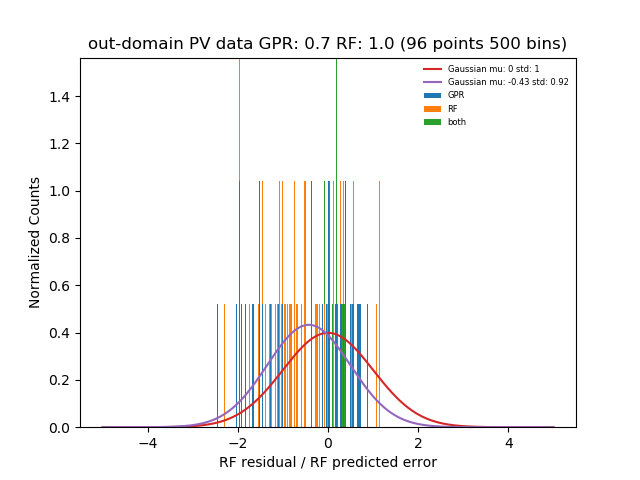 out-domain PV data GPR: 0.7 RF: 1.0 (96 points 500 bins)
Gaussian mu: 0 std: 1
Gaussian mu: -0.43 std: 0.92
GPR
RF
both
Normalized Counts
1.4
1.2
1.0
0.8
0.6
0.4
0.2
0.0
−4
−2
0
2
4
RF residual / RF predicted error